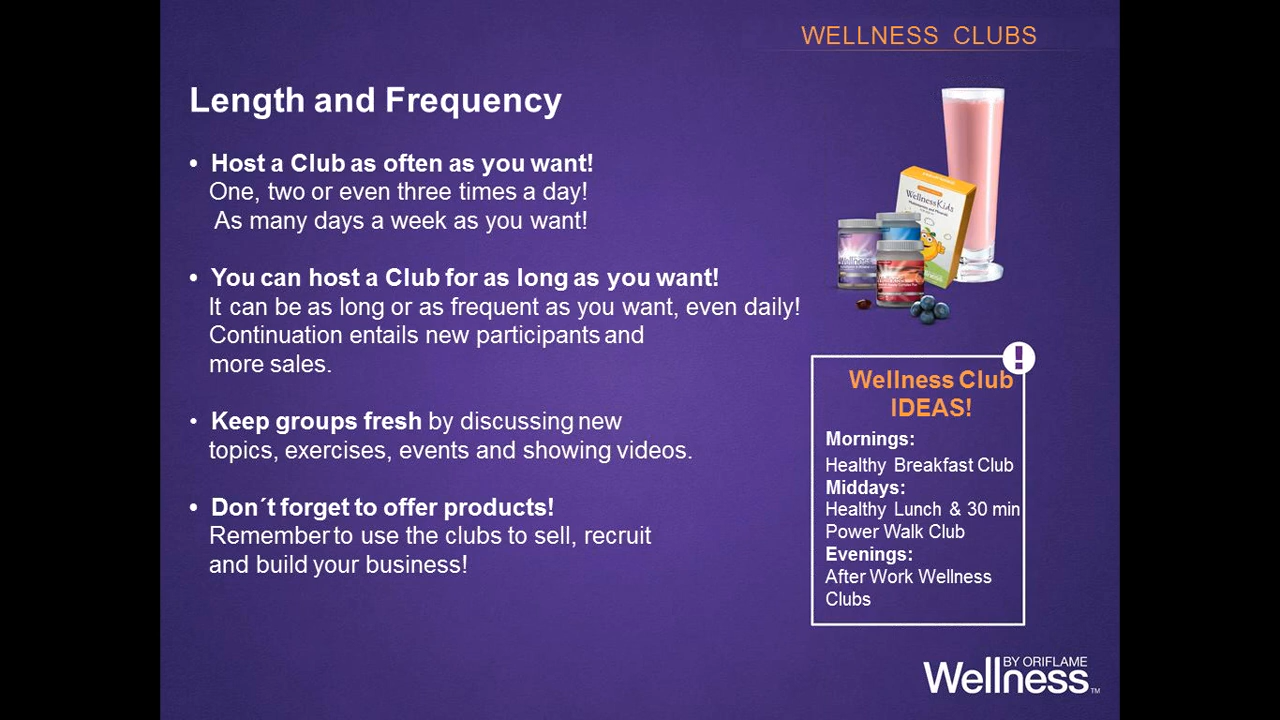 WELLNESS CLUBS
Length and Frequency
• Host a Club as often as you want!
One, two or even three times a day!
As many days a week as you want!
• You can host a Club for as long as you want!
It can be as long or as frequent as you want, even daily!
Continuation entails new participants and
more sales.
• Keep groups fresh by discussing new
topics, exercises, events and showing videos.
• Don´t forget to offer products!
Remember to use the clubs to sell, recruit
and build your business!
WellnessKids
Wellness
!
Wellness Club
IDEAS!
Mornings:
Healthy Breakfast Club
Middays:
Healthy Lunch & 30 min
Power Walk Club
Evenings:
After Work Wellness
Clubs
BY ORIFLAME
Wellness™